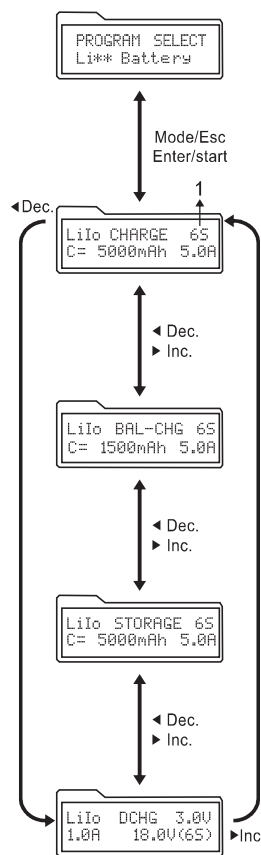 PROGRAM SELECT
Li** Battery
Mode/Esc
Enter/start
1
◀Dec.
LiIo CHARGE 6S
C= 5000mAh 5.0A
◀ Dec.
▶ Inc.
LiIo BAL-CHG 6S
C= 1500mAh 5.0A
◀ Dec.
▶ Inc.
LiIo STORAGE 6S
C= 5000mAh 5.0A
◀ Dec.
▶ Inc.
LiIo DCHG 3.0V
1.0A 18.0V(6S)
▶Inc